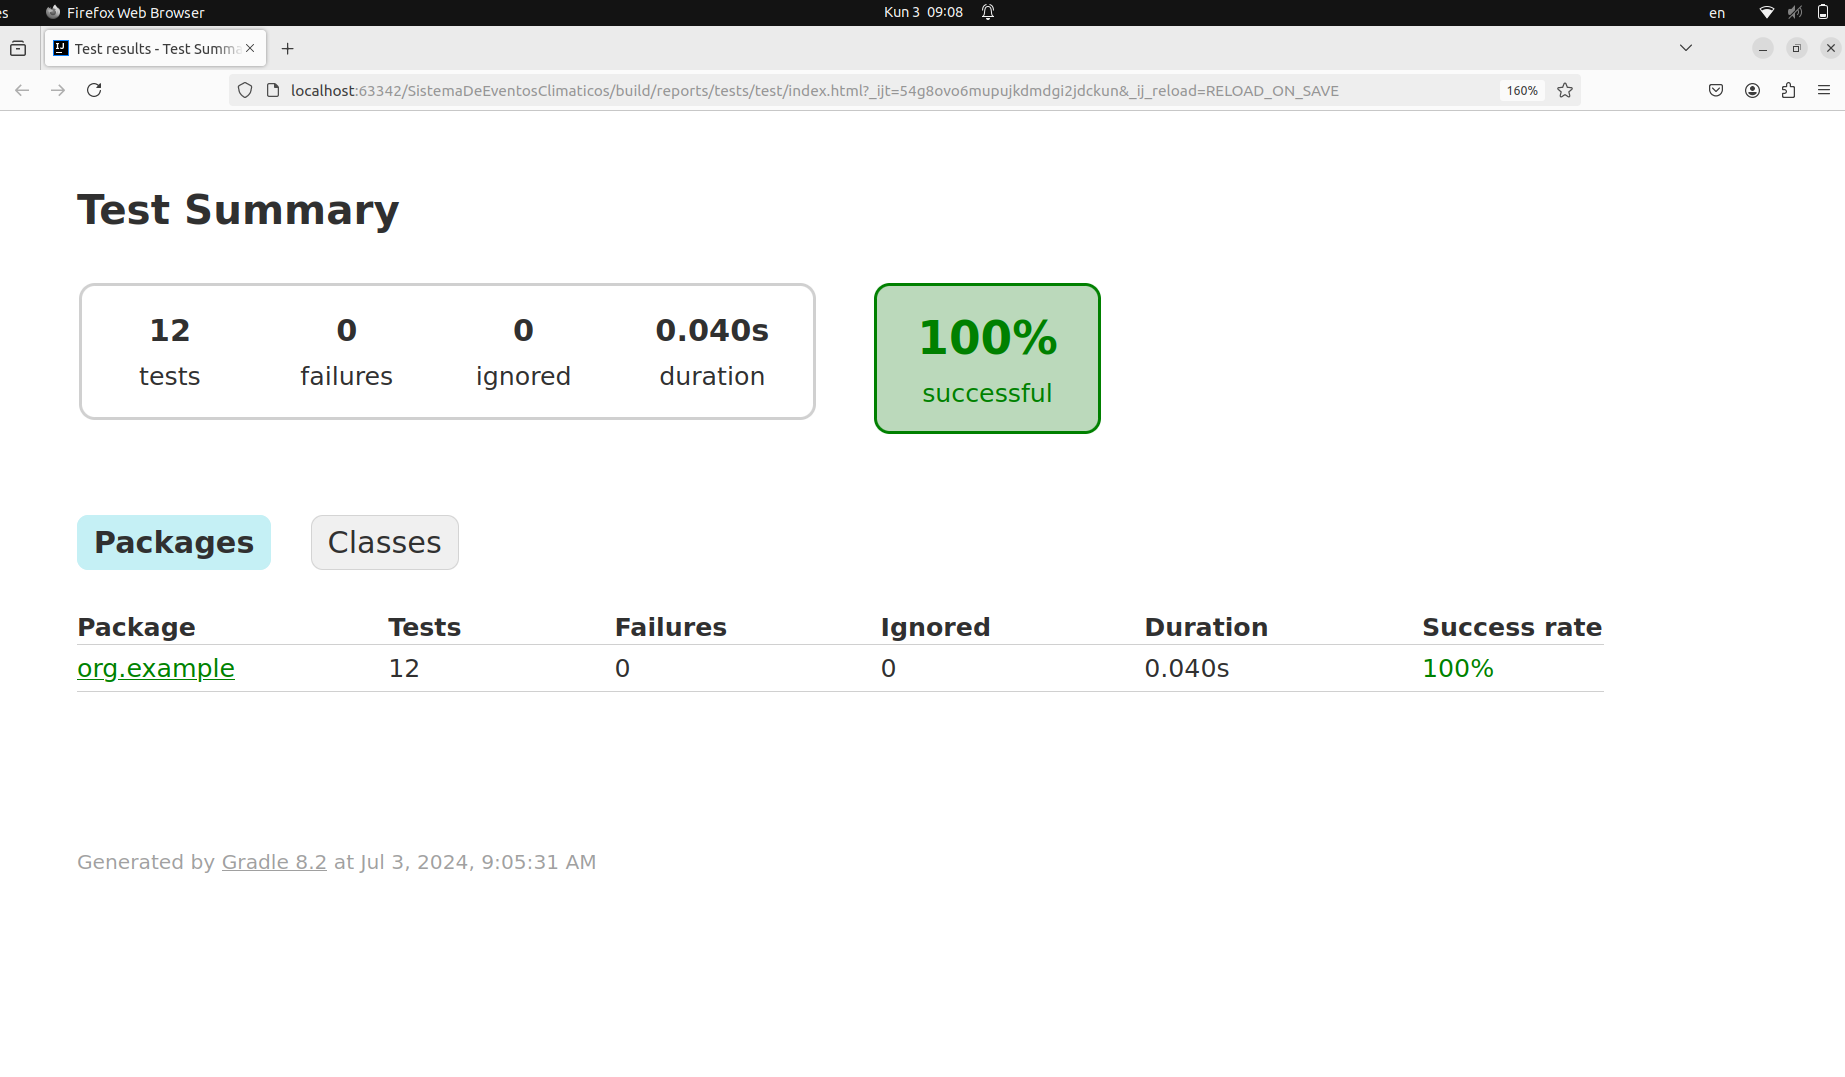 es Firefox Web Browser Kun 3 09:08 en
Test results - Test Summa
localhost:63342/SistemaDeEventosClimaticos/build/reports/tests/test/index.html?_ijt=54g8ovo6mupujkdmdgi2jdckun&_ij_reload=RELOAD_ON_SAVE 160%
Test Summary
12 0 0 0.040s 100%
tests failures ignored duration successful
Packages Classes
Package Tests Failures Ignored Duration Success rate
org.example 12 0 0 0.040s 100%
Generated by Gradle 8.2 at Jul 3, 2024, 9:05:31 AM